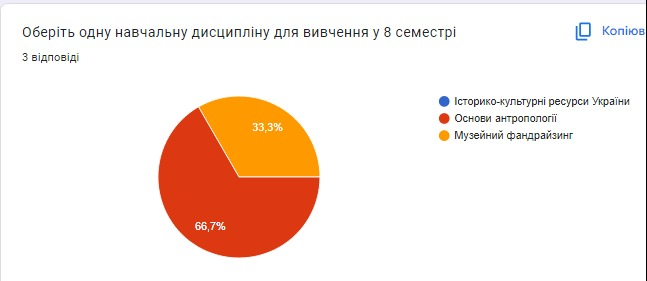 Оберіть одну навчальну дисципліну для вивчення у 8 семестрі
Копіюв
3 відповіді
Історико-культурні ресурси України
Основи антропології
Музейний фандрайзинг
33,3%
66,7%